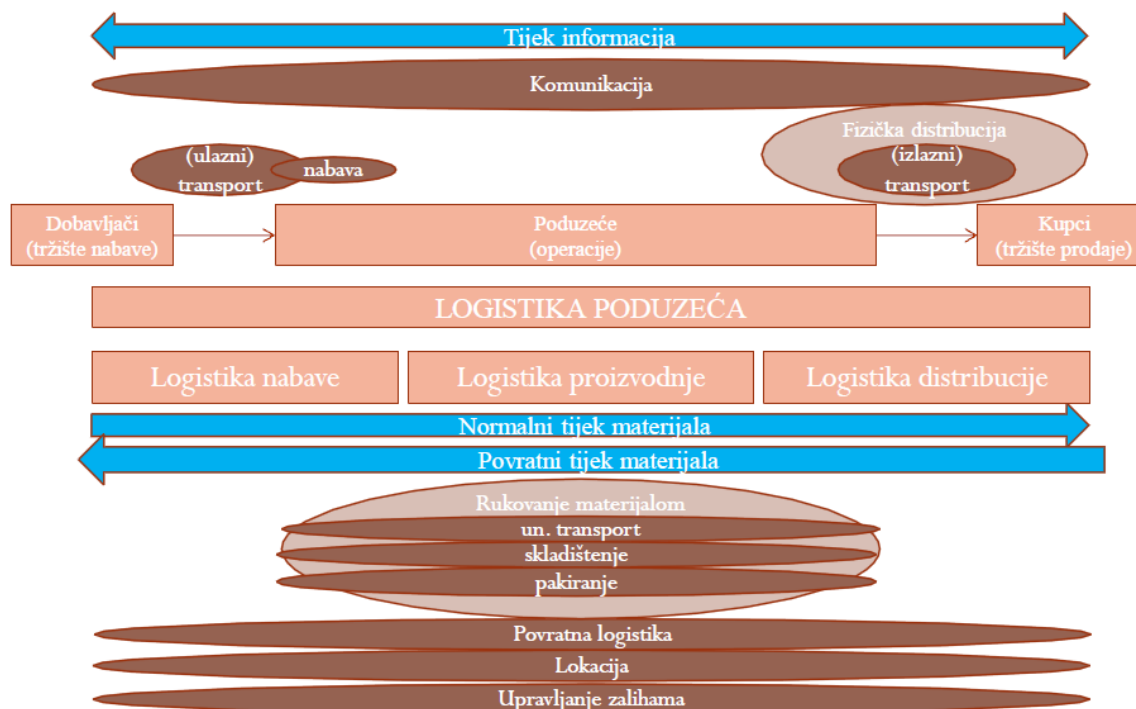 Tijek informacija
Komunikacija
Fizička distribucija
(ulazni)
transport
nabava
(izlazni)
transport
Dobavljači
(tržište nabave)
Poduzeće
(operacije)
Kupci
(tržište prodaje)
LOGISTIKA PODUZEĆA
Logistika nabave
Logistika proizvodnje
Logistika distribucije
Normalni tijek materijala
Povratni tijek materijala
Rukovanje materijalom
un. transport
skladištenje
pakiranje
Povratna logistika
Lokacija
Upravljanje zalihama